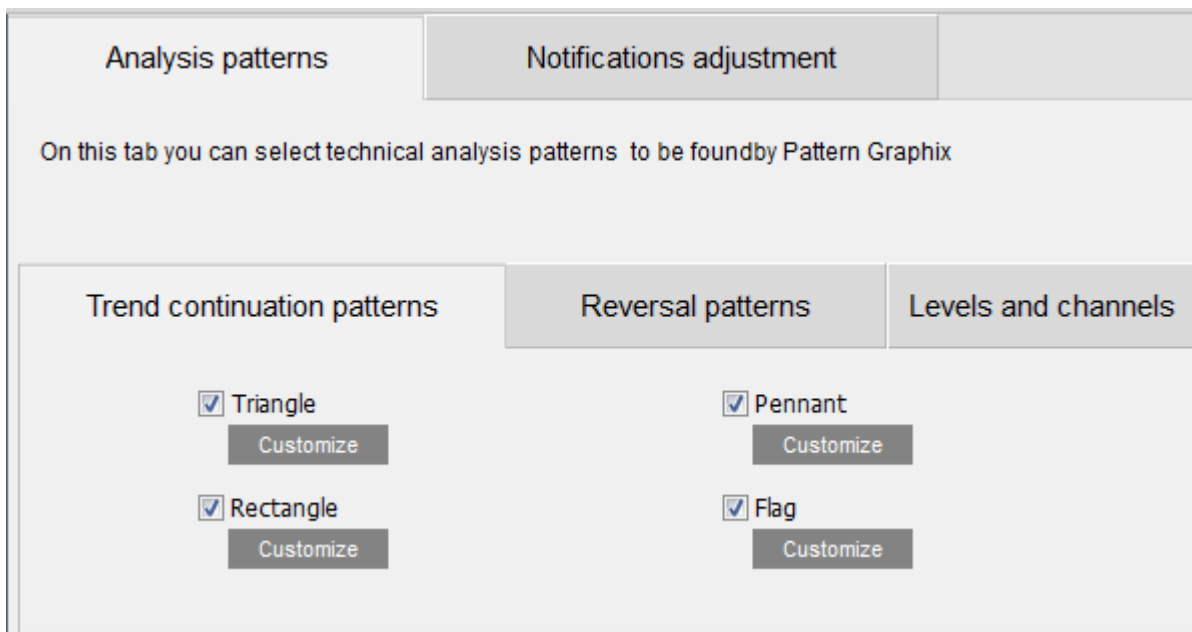 Analysis patterns Notifications adjustment
On this tab you can select technical analysis patterns  to be foundby Pattern Graphix
Trend continuation patterns Reversal patterns Levels and channels
Triangle Pennant
Customize Customize
Rectangle Flag
Customize Customize